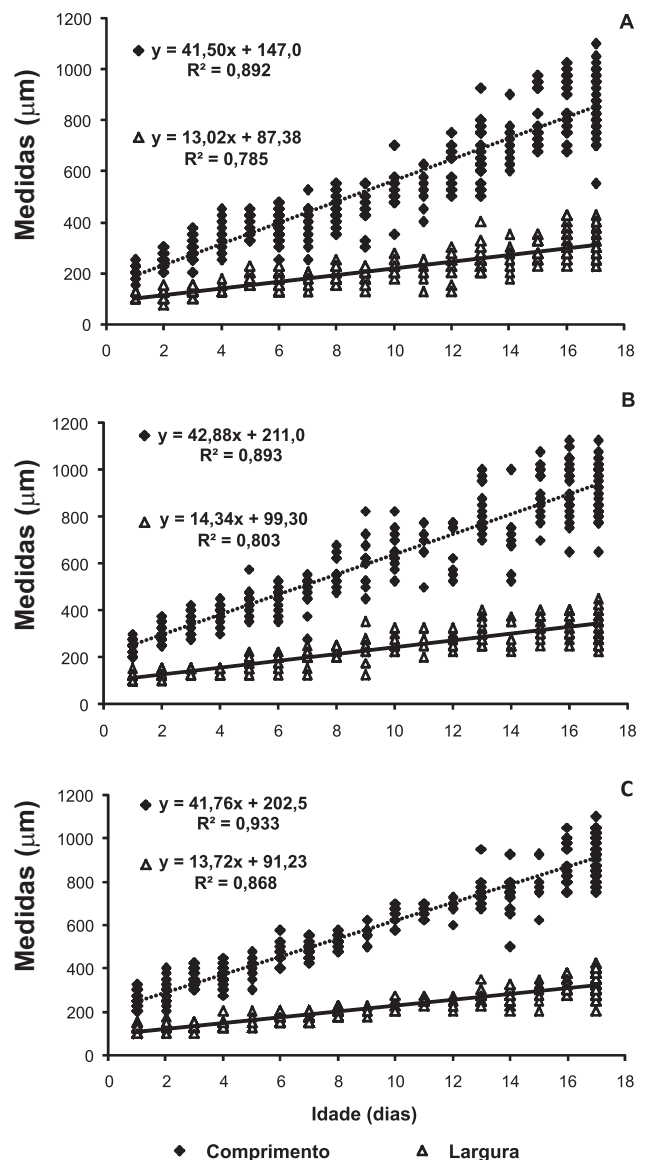 A
1200
y = 41,50x + 147,0
R² = 0,892
1000
y = 13,02x + 87,38
R² = 0,785
800
600
400
200
0
Medidas (µm)
0 2 4 6 8 10 12 14 16 18
B
1200
y = 42,88x + 211,0
R² = 0,893
1000
y = 14,34x + 99,30
R² = 0,803
800
600
400
200
0
Medidas (µm)
0 2 4 6 8 10 12 14 16 18
C
1200
y = 41,76x + 202,5
R² = 0,933
1000
y = 13,72x + 91,23
R² = 0,868
800
600
400
200
0
Medidas (µm)
0 2 4 6 8 10 12 14 16 18
Idade (dias)
Comprimento Largura